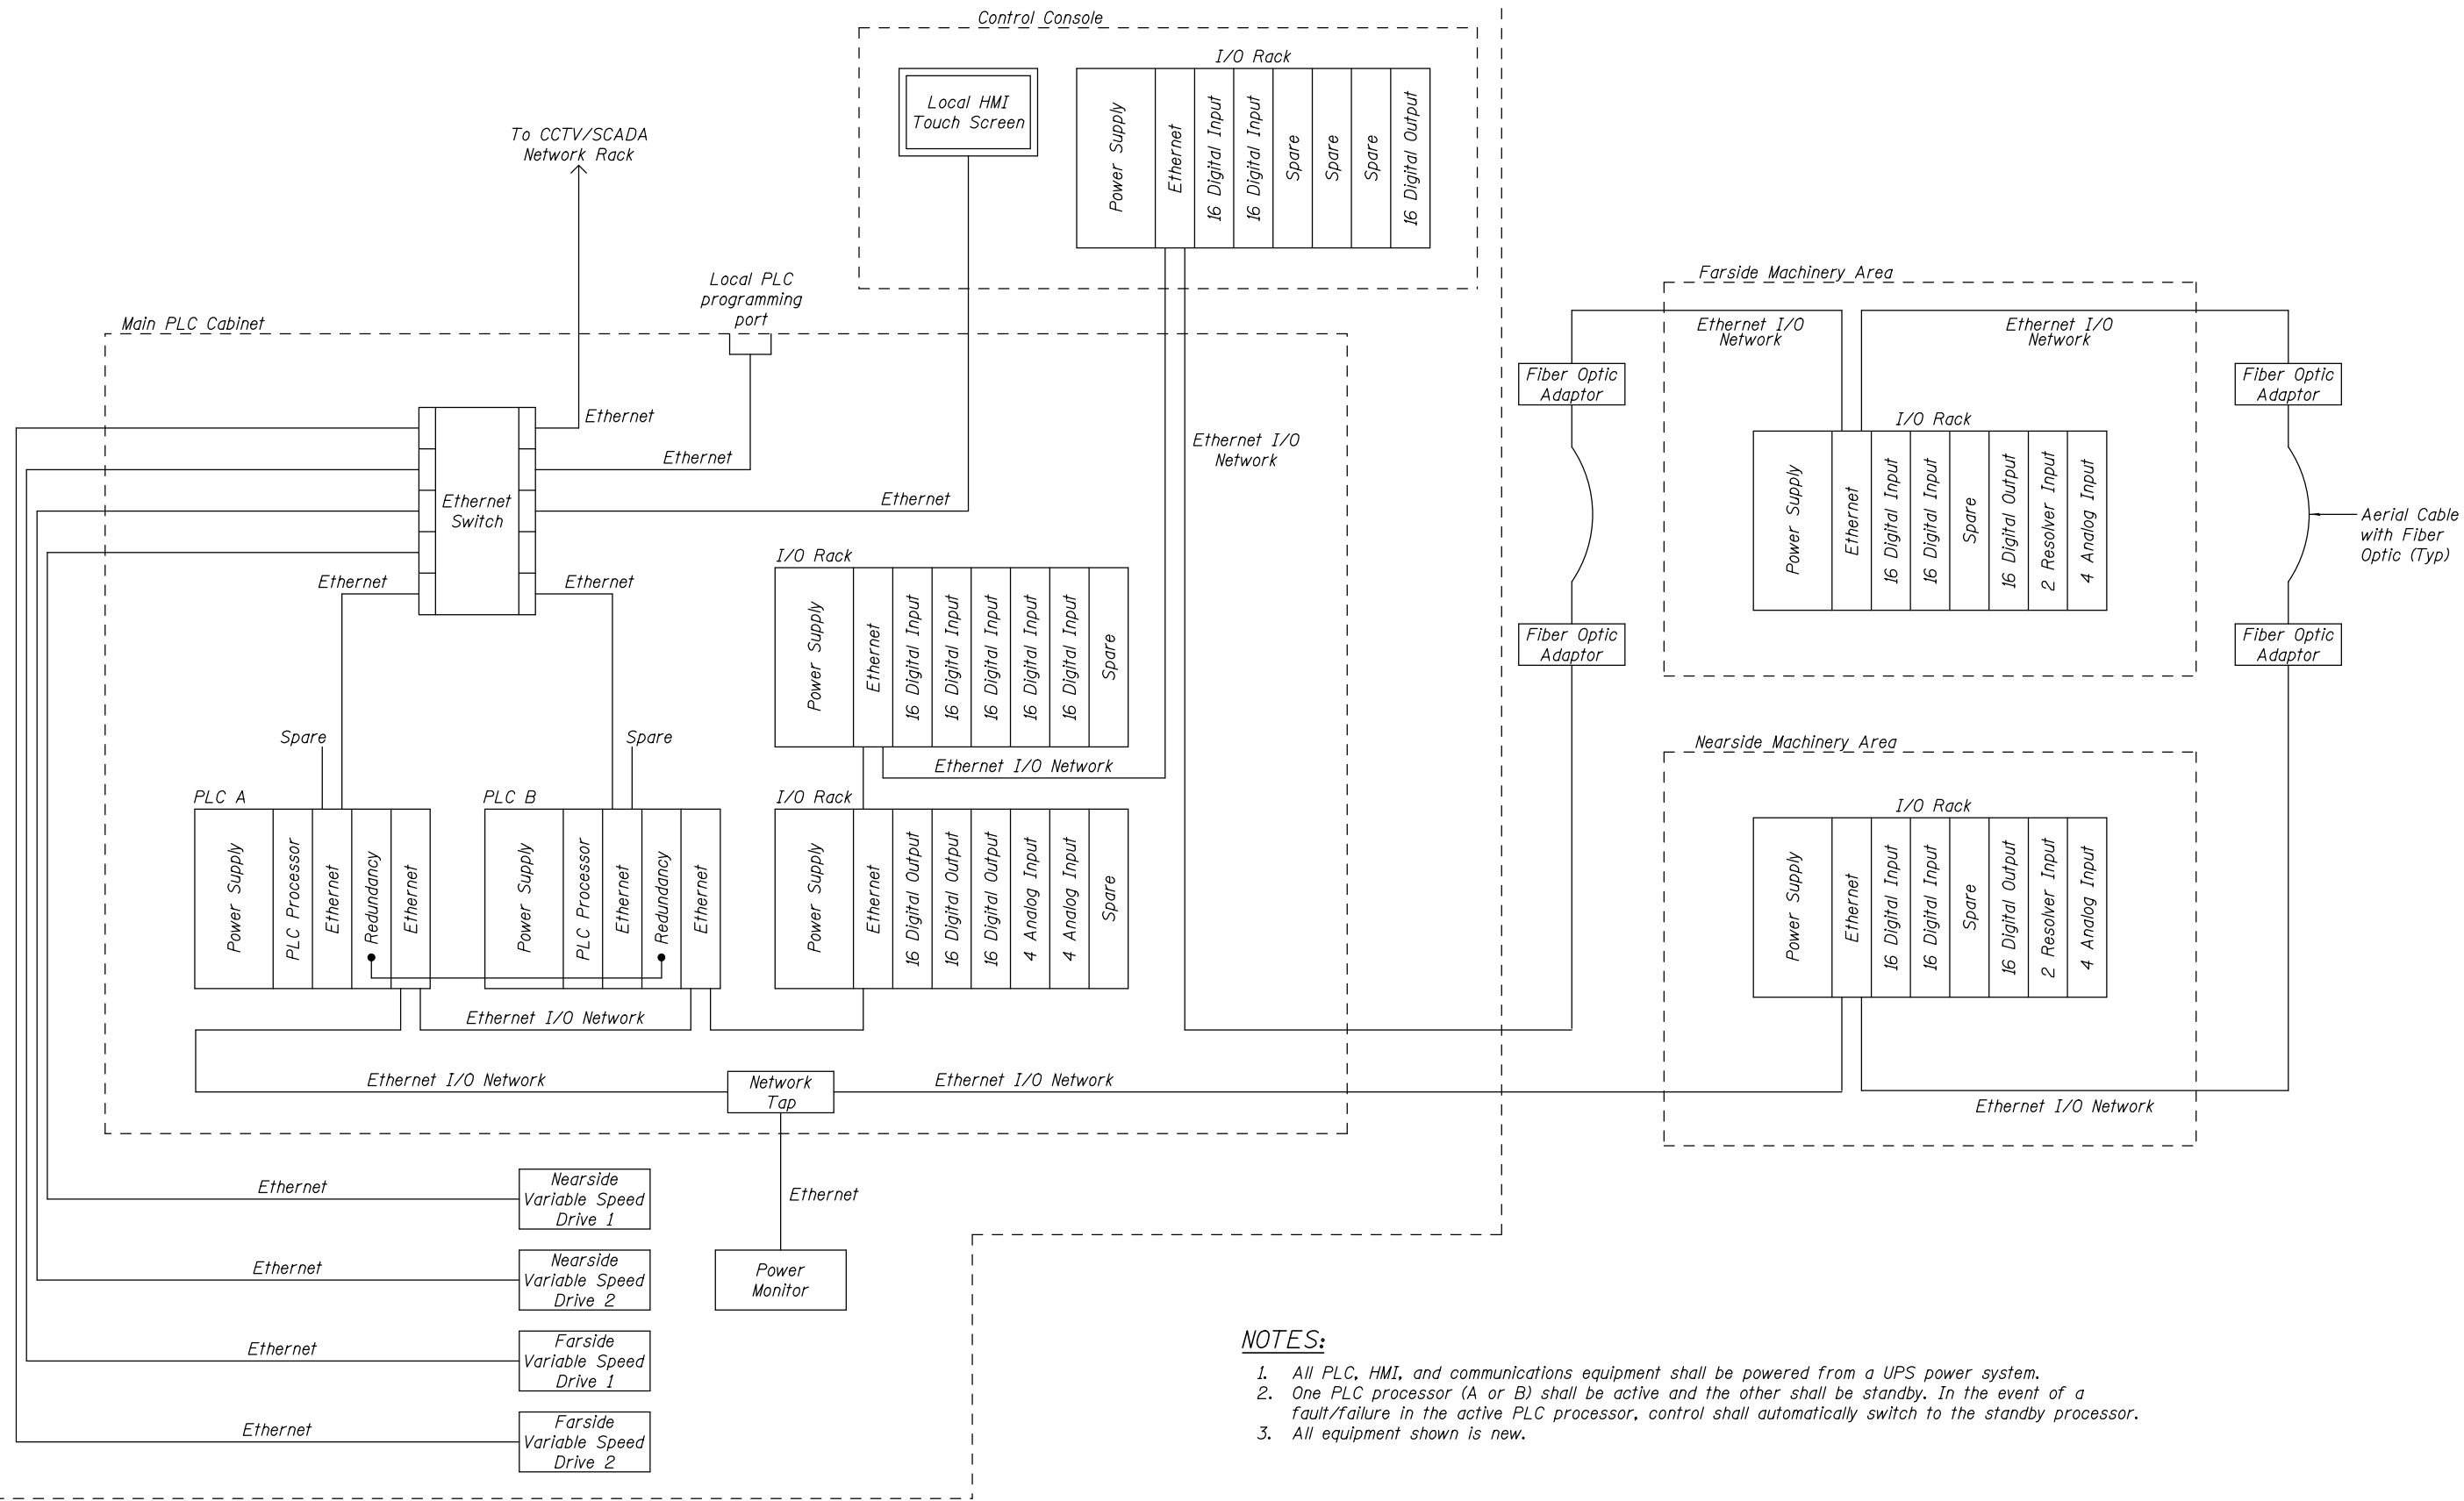 Control Console
I/O Rack
Local HMI
Touch Screen
Power Supply
Ethernet
16 Digital Input
16 Digital Input
Spare
Spare
Spare
16 Digital Output
To CCTV/SCADA
Network Rack
Local PLC
programming
port
Main PLC Cabinet
Ethernet
Ethernet
Ethernet
Ethernet
Switch
Ethernet
Ethernet
Ethernet I/O
Network
I/O Rack
Power Supply
Ethernet
16 Digital Input
16 Digital Input
16 Digital Input
16 Digital Input
16 Digital Input
Spare
Ethernet I/O Network
Spare
Spare
PLC A
Power Supply
PLC Processor
Ethernet
Redundancy
Ethernet
PLC B
Power Supply
PLC Processor
Ethernet
Redundancy
Ethernet
I/O Rack
Power Supply
Ethernet
16 Digital Output
16 Digital Output
16 Digital Output
4 Analog Input
4 Analog Input
Spare
Ethernet I/O Network
Ethernet I/O Network
Network
Tap
Ethernet I/O Network
Ethernet
Power
Monitor
Ethernet
Nearside
Variable Speed
Drive 1
Ethernet
Nearside
Variable Speed
Drive 2
Ethernet
Farside
Variable Speed
Drive 1
Ethernet
Farside
Variable Speed
Drive 2
Farside Machinery Area
Ethernet I/O
Network
Ethernet I/O
Network
Fiber Optic
Adaptor
Fiber Optic
Adaptor
I/O Rack
Power Supply
Ethernet
16 Digital Input
16 Digital Input
Spare
16 Digital Output
2 Resolver Input
4 Analog Input
Aerial Cable
with Fiber
Optic (Typ)
Fiber Optic
Adaptor
Fiber Optic
Adaptor
Nearside Machinery Area
I/O Rack
Power Supply
Ethernet
16 Digital Input
16 Digital Input
Spare
16 Digital Output
2 Resolver Input
4 Analog Input
Ethernet I/O Network
NOTES:
1. All PLC, HMI, and communications equipment shall be powered from a UPS power system.
2. One PLC processor (A or B) shall be active and the other shall be standby. In the event of a
fault/failure in the active PLC processor, control shall automatically switch to the standby processor.
3. All equipment shown is new.